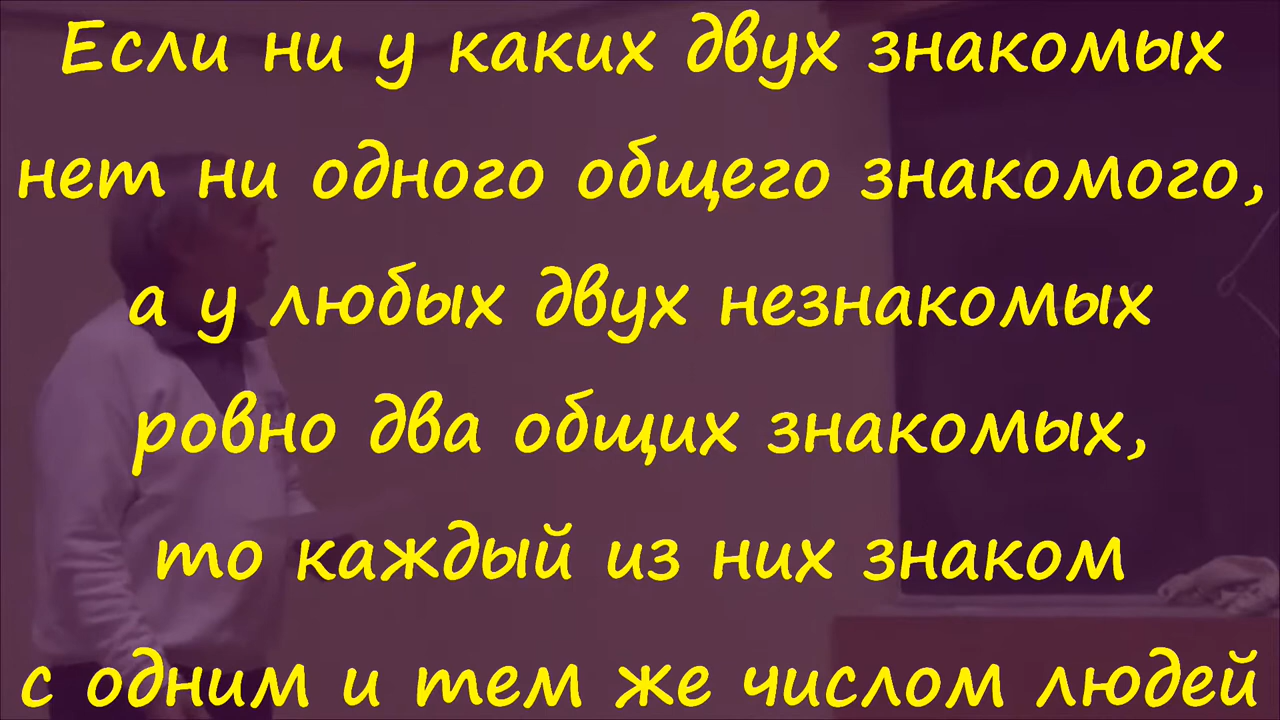 Если ни у каких двух знакомых
нет ни одного общего знакомого,
а у любых двух незнакомых
ровно два общих знакомых,
то каждый из них знаком
с одним и тем же числом людей